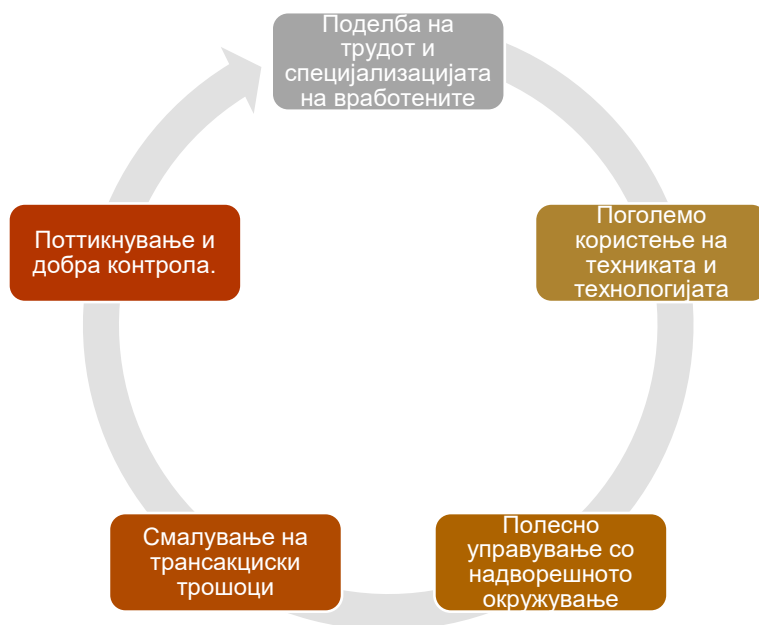 Поделба на
трудот и
специјализацијата
на вработените
Поголемо
користење на
техниката и
технологијата
Полесно
управување со
надворешното
окружување
Смалување на
трансакциски
трошоци
Поттикнување и
добра контрола.